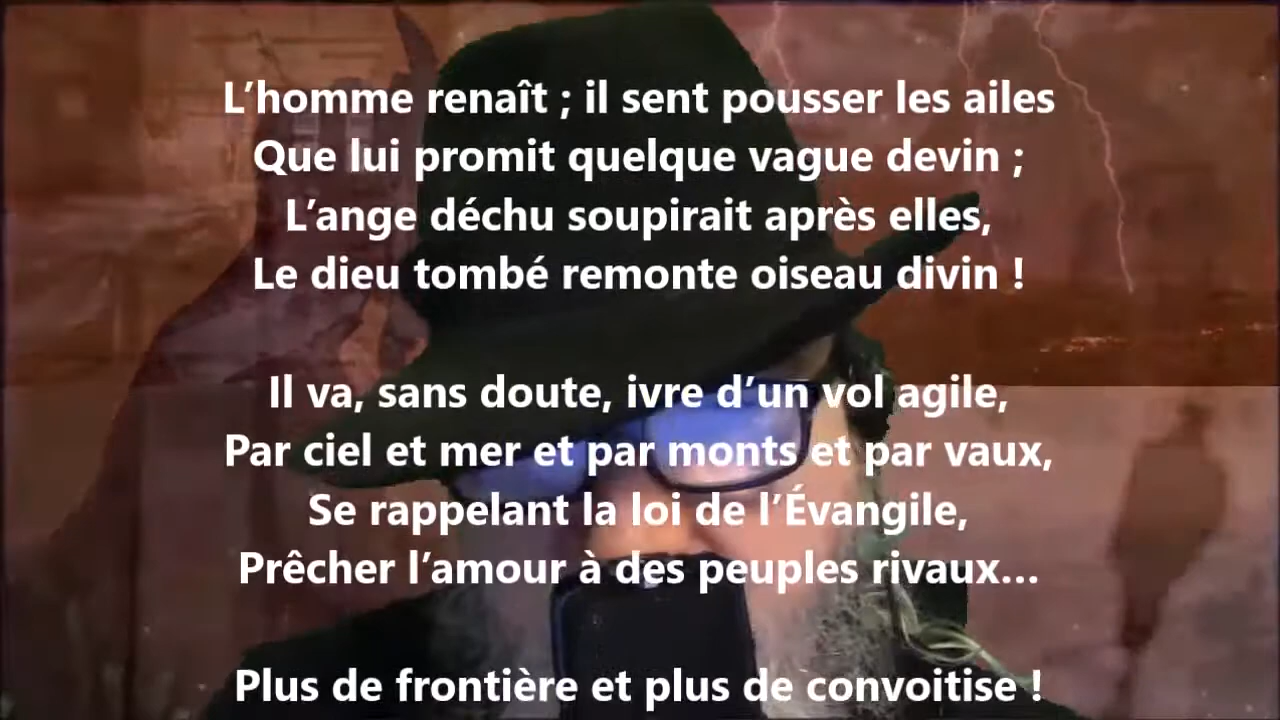 L’homme renaît ; il sent pousser les ailes
Que lui promit quelque vague devin ;
L’ange déchu soupirait après elles,
Le dieu tombé remonte oiseau divin !
Il va, sans doute, ivre d’un vol agile,
Par ciel et mer et par monts et par vaux,
Se rappelant la loi de l’Évangile,
Prêcher l’amour à des peuples rivaux...
Plus de frontière et plus de convoitise !